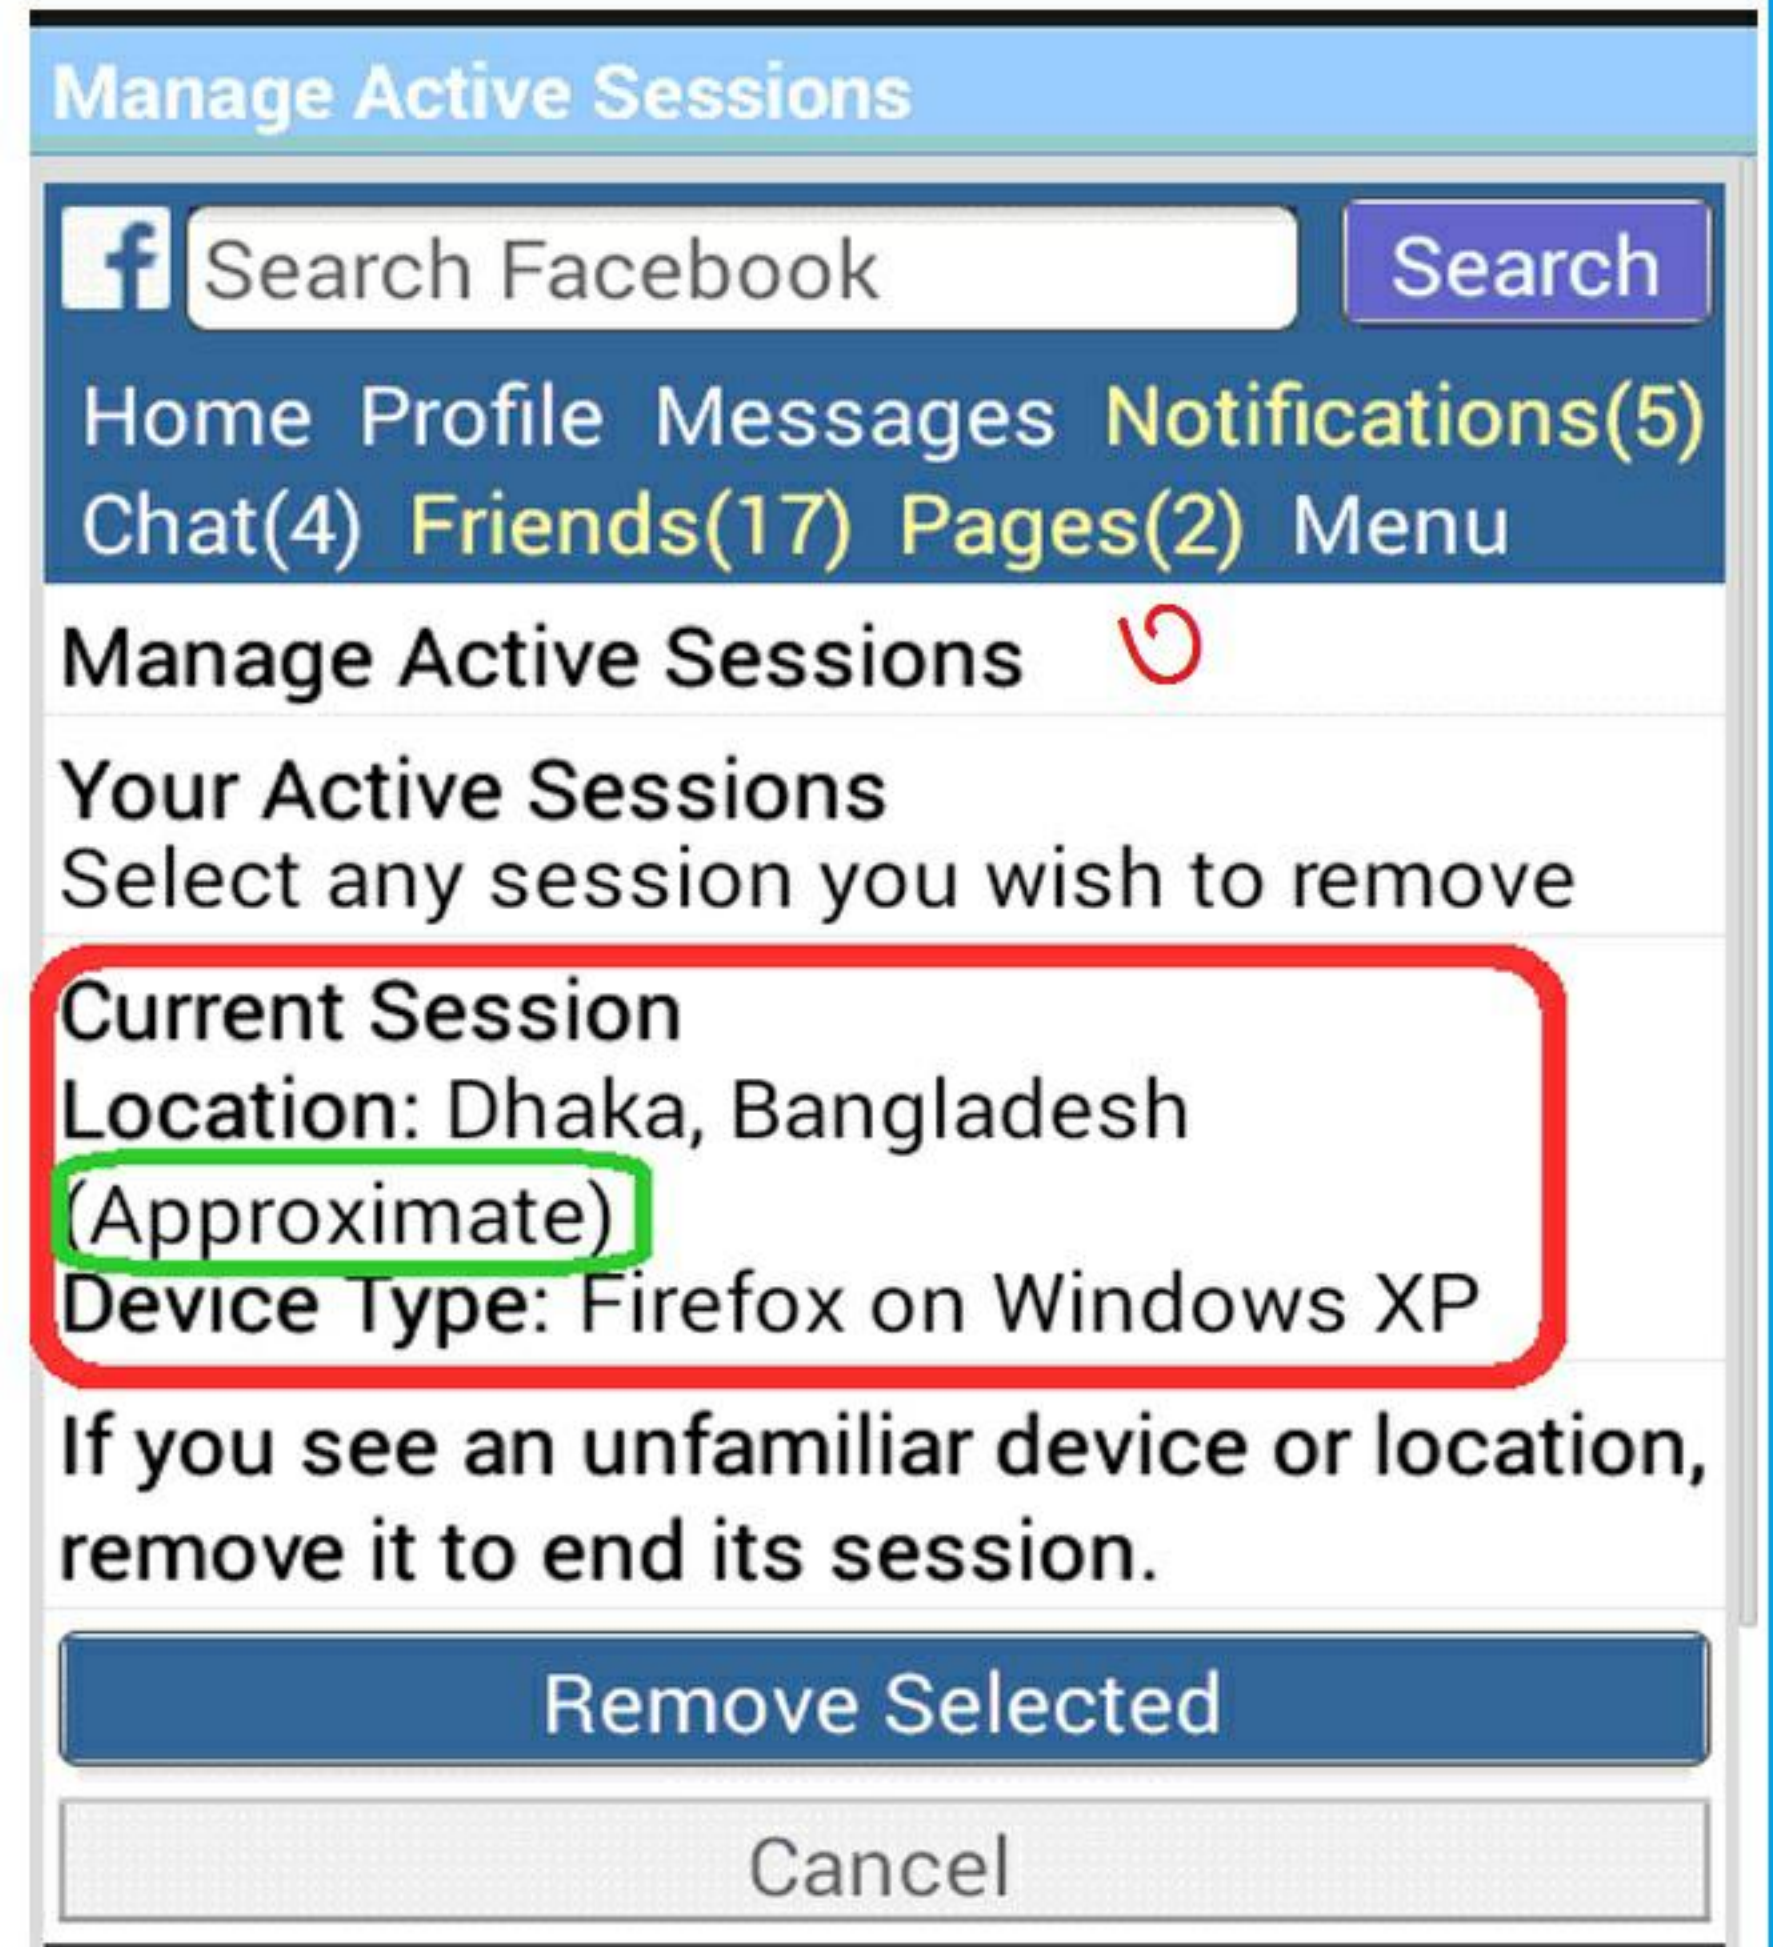 Manage Active Sessions
f Search Facebook Search
Home Profile Messages Notifications(5)
Chat(4) Friends(17) Pages(2) Menu
Manage Active Sessions ৩
Your Active Sessions
Select any session you wish to remove
Current Session
Location: Dhaka, Bangladesh
(Approximate)
Device Type: Firefox on Windows XP
If you see an unfamiliar device or location,
remove it to end its session.
Remove Selected
Cancel